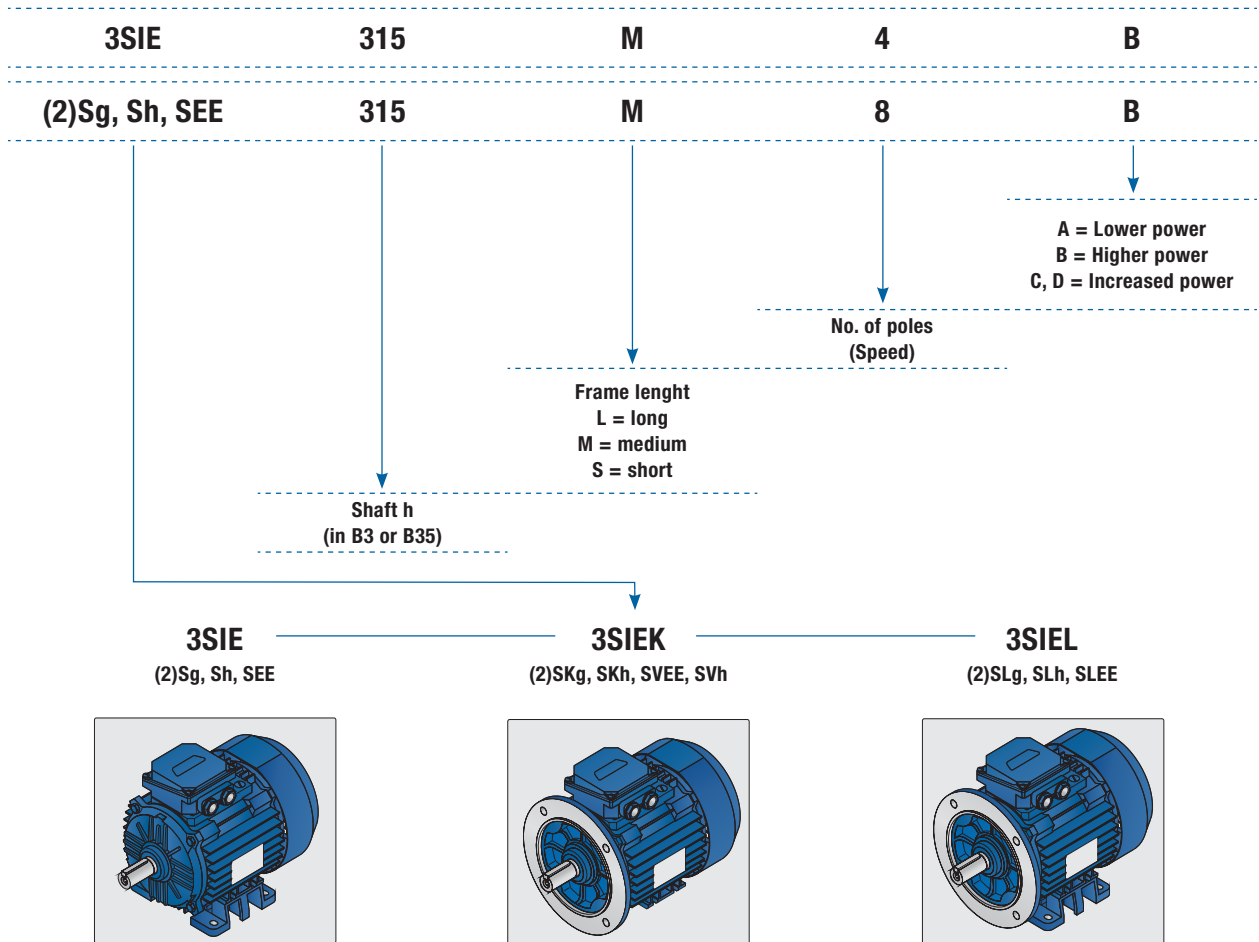 3SIE 315 M 4 B
(2)Sg, Sh, SEE 315 M 8 B
A = Lower power
B = Higher power
C, D = Increased power
No. of poles
(Speed)
Frame lenght
L = long
M = medium
S = short
Shaft h
(in B3 or B35)
3SIE 3SIEK 3SIEL
(2)Sg, Sh, SEE (2)SKg, SKh, SVEE, SVh (2)SLg, SLh, SLEE